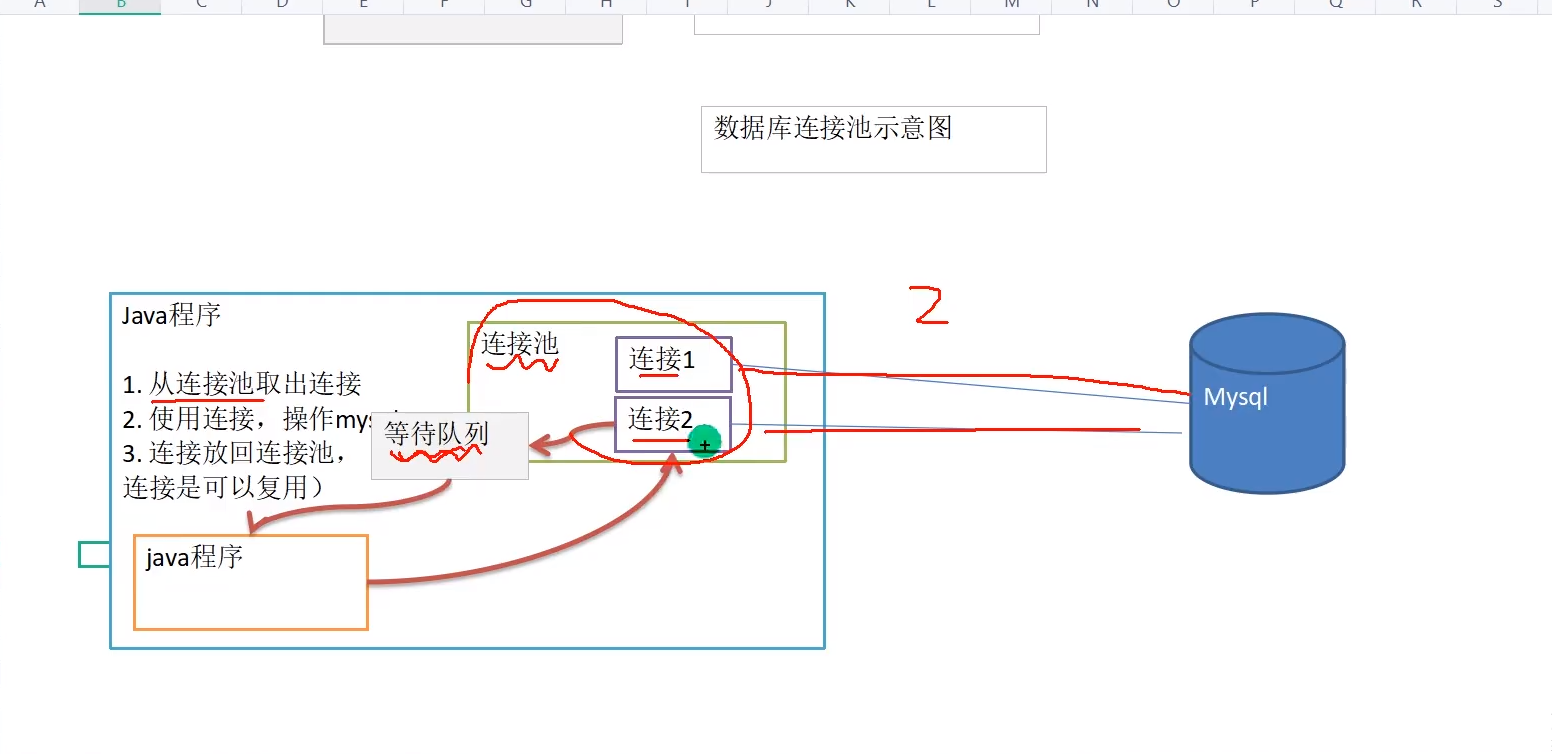 A B C D E F G H I J K L M N O P Q R S
数据库连接池示意图
2
Java程序
连接池
连接1
Mysql
1. 从连接池取出连接
2. 使用连接，操作mys
连接2
等待队列
3. 连接放回连接池，
连接是可以复用）
java程序